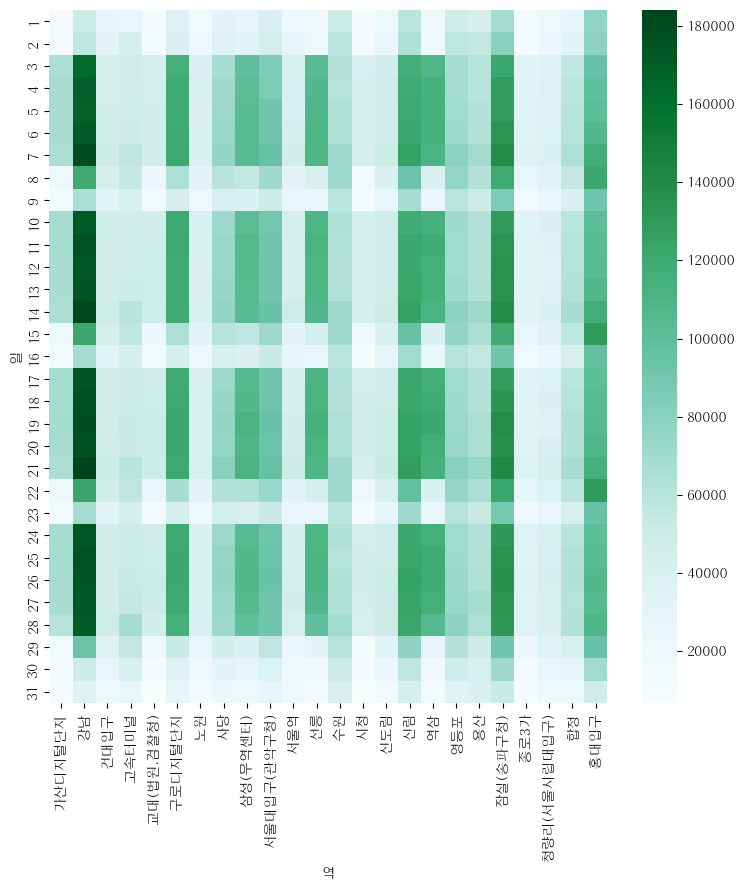 1
2
3
4
5
6
7
8
9
10
11
12
13
14
15
16
17
18
19
20
21
22
23
24
25
26
27
28
29
30
31
일
가산디지털단지
강남
건대입구
고속터미널
교대(법원.검찰청)
구로디지털단지
노원
사당
삼성(무역센터)
서울대입구(관악구청)
서울역
선릉
수원
시청
신도림
신림
역삼
영등포
용산
잠실(송파구청)
종로3가
청량리(서울시립대입구)
합정
홍대입구
역
180000
160000
140000
120000
100000
80000
60000
40000
20000